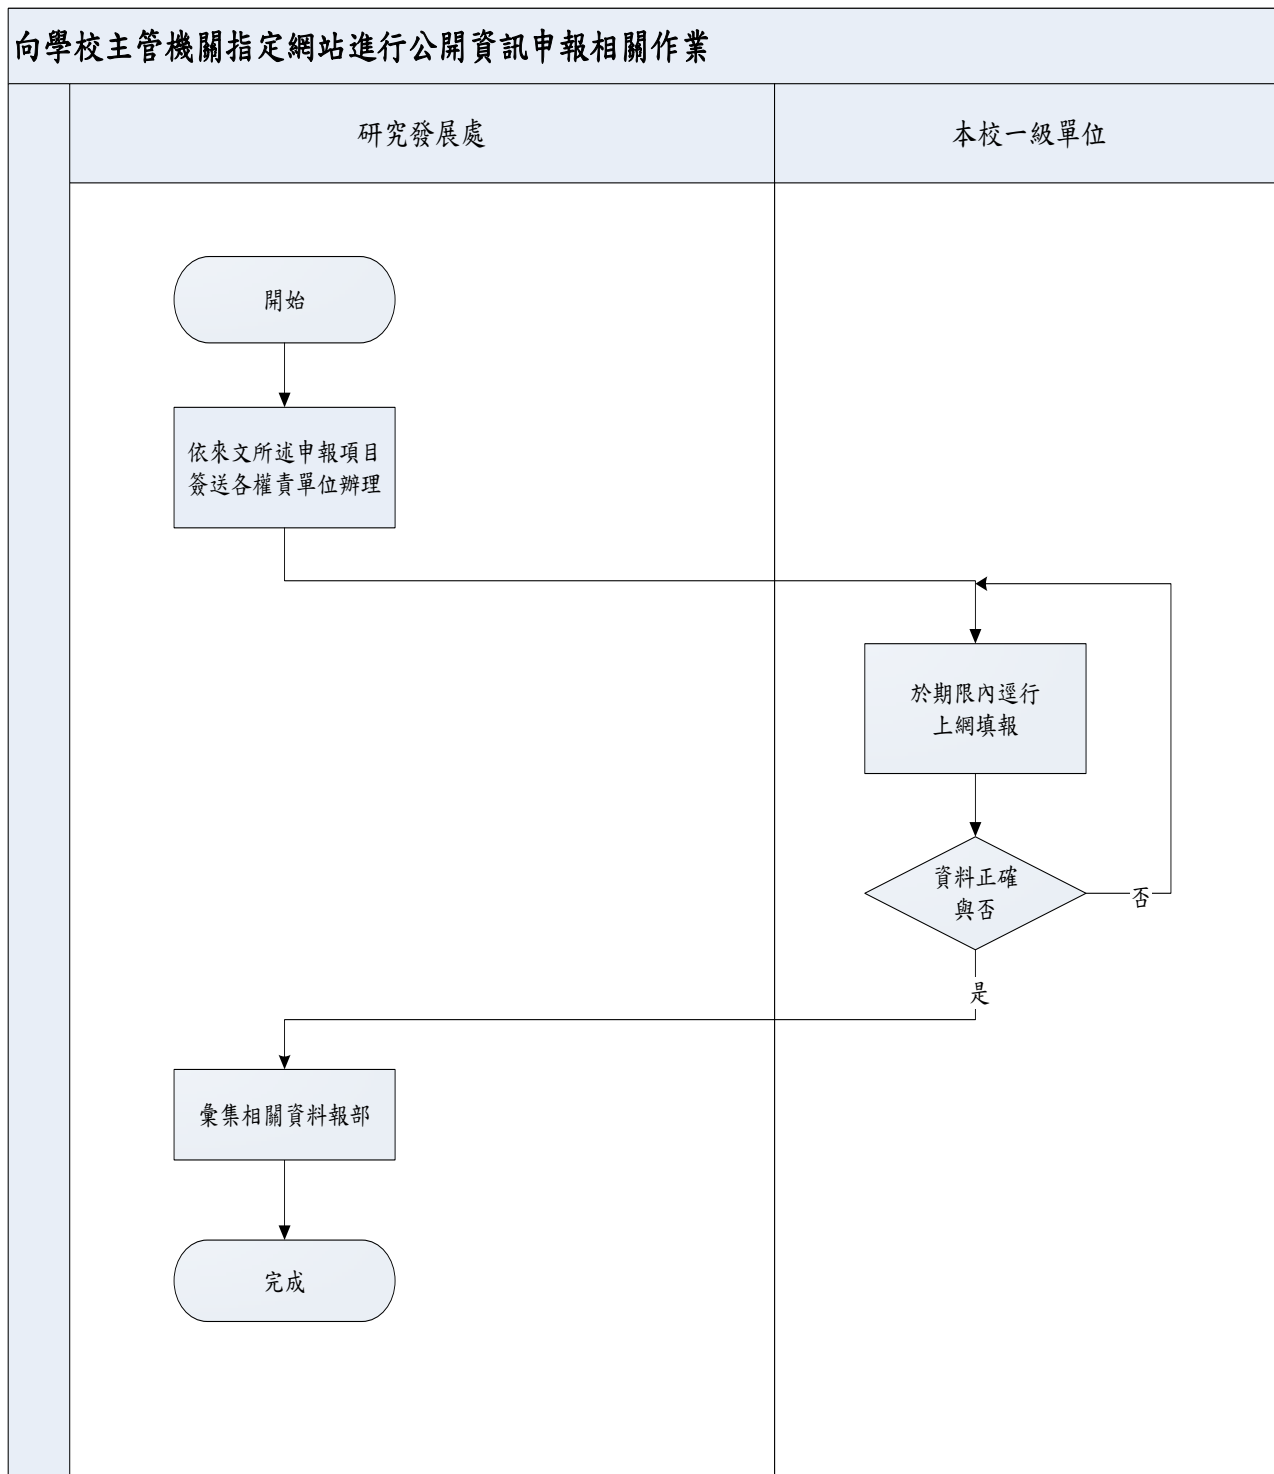 向學校主管機關指定網站進行公開資訊申報相關作業
研究發展處
本校一級單位
開始
依來文所述申報項目
簽送各權責單位辦理
於期限內逕行
上網填報
資料正確
與否
否
是
彙集相關資料報部
完成